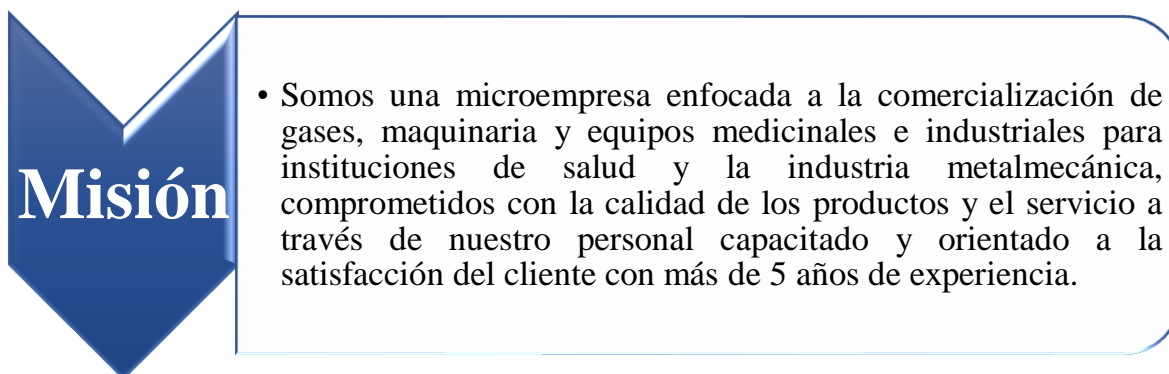 Misión
• Somos una microempresa enfocada a la comercialización de
gases, maquinaria y equipos medicinales e industriales para
instituciones de salud y la industria metalmecánica,
comprometidos con la calidad de los productos y el servicio a
través de nuestro personal capacitado y orientado a la
satisfacción del cliente con más de 5 años de experiencia.